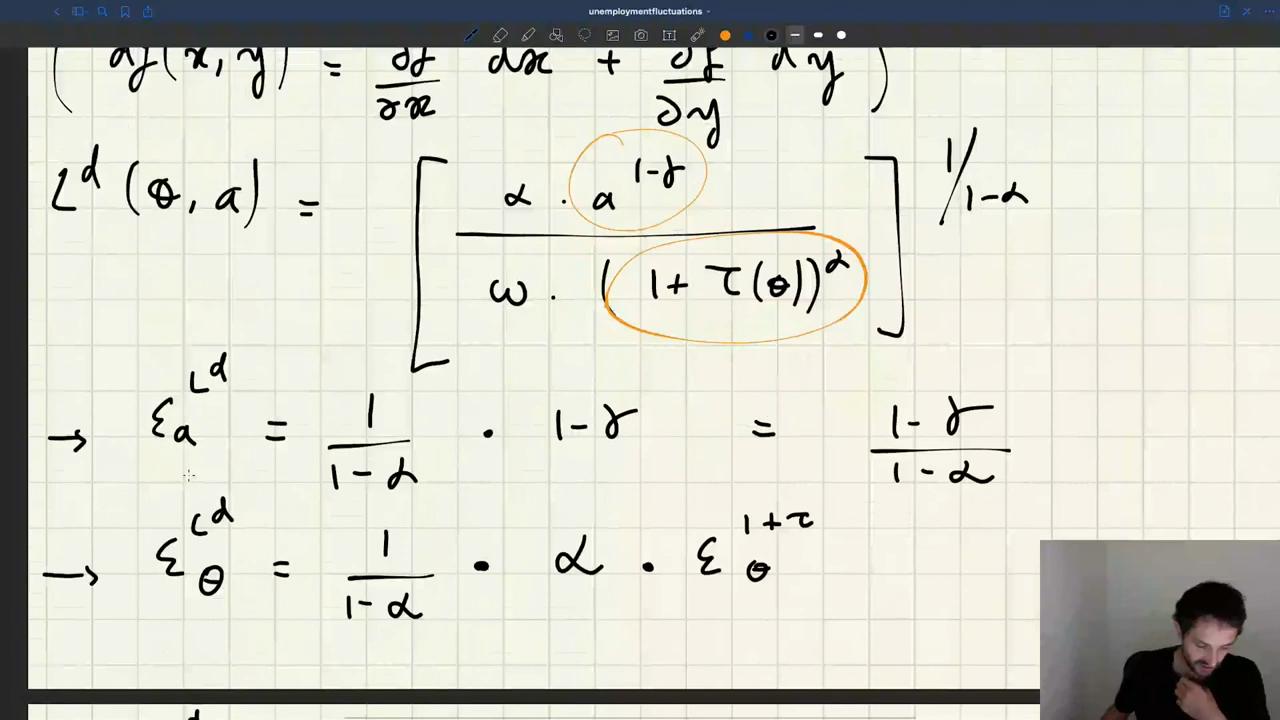 unemploymentfluctuations
( df(x, y) = ∂f/∂x dx + ∂f/∂y dy )
L^d (θ, a) = [ α · a^{1-γ} / ω · (1 + τ(θ))^α ]^{1/1-α}
→ ε_a^{L^d} = 1/1-α · 1-γ = 1-γ/1-α
→ ε_θ^{L^d} = 1/1-α · α · ε_θ^{1+τ}